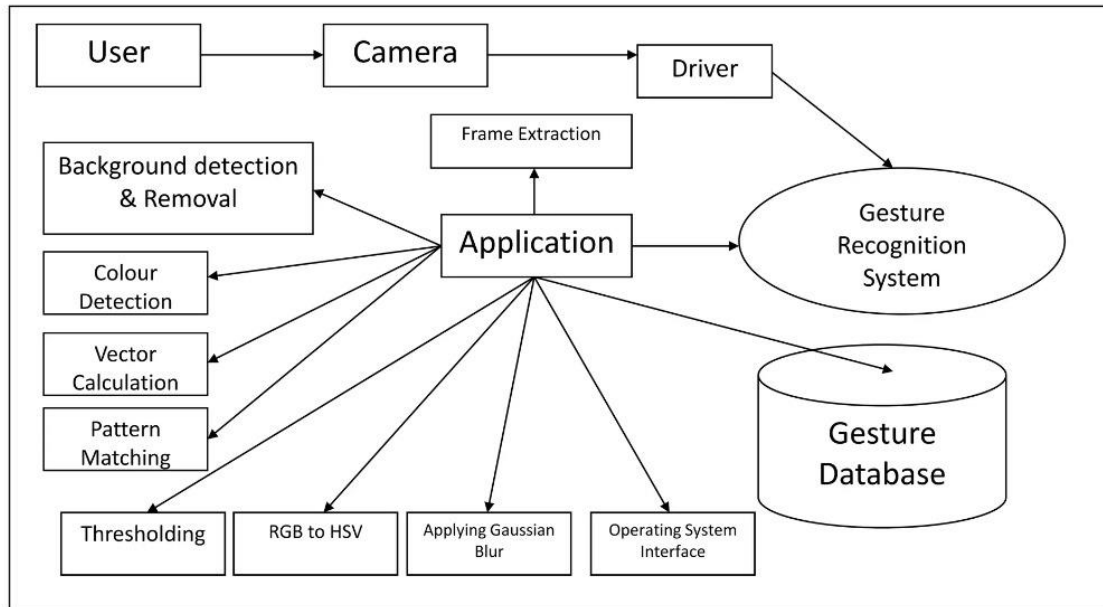 User
Camera
Driver
Frame Extraction
Background detection
& Removal
Application
Gesture
Recognition
System
Colour
Detection
Vector
Calculation
Pattern
Matching
Gesture
Database
Thresholding
RGB to HSV
Applying Gaussian
Blur
Operating System
Interface